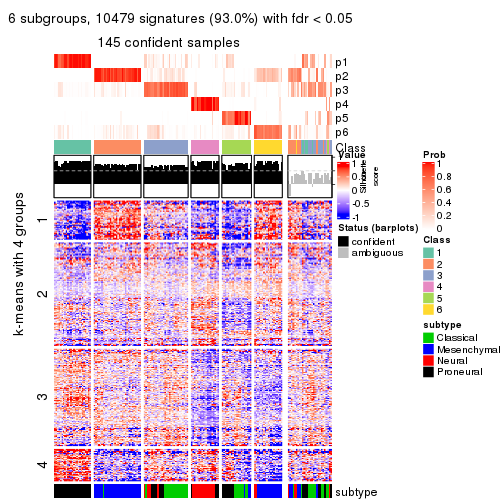 6 subgroups, 10479 signatures (93.0%) with fdr < 0.05
145 confident samples
p1
p2
p3
p4
p5
p6
Class
Silhouette score
k-means with 4 groups
1
2
3
4
subtype
Value
1
0.5
0
-0.5
-1
Status (barplots)
confident
ambiguous
Prob
1
0.8
0.6
0.4
0.2
0
Class
1
2
3
4
5
6
subtype
Classical
Mesenchymal
Neural
Proneural